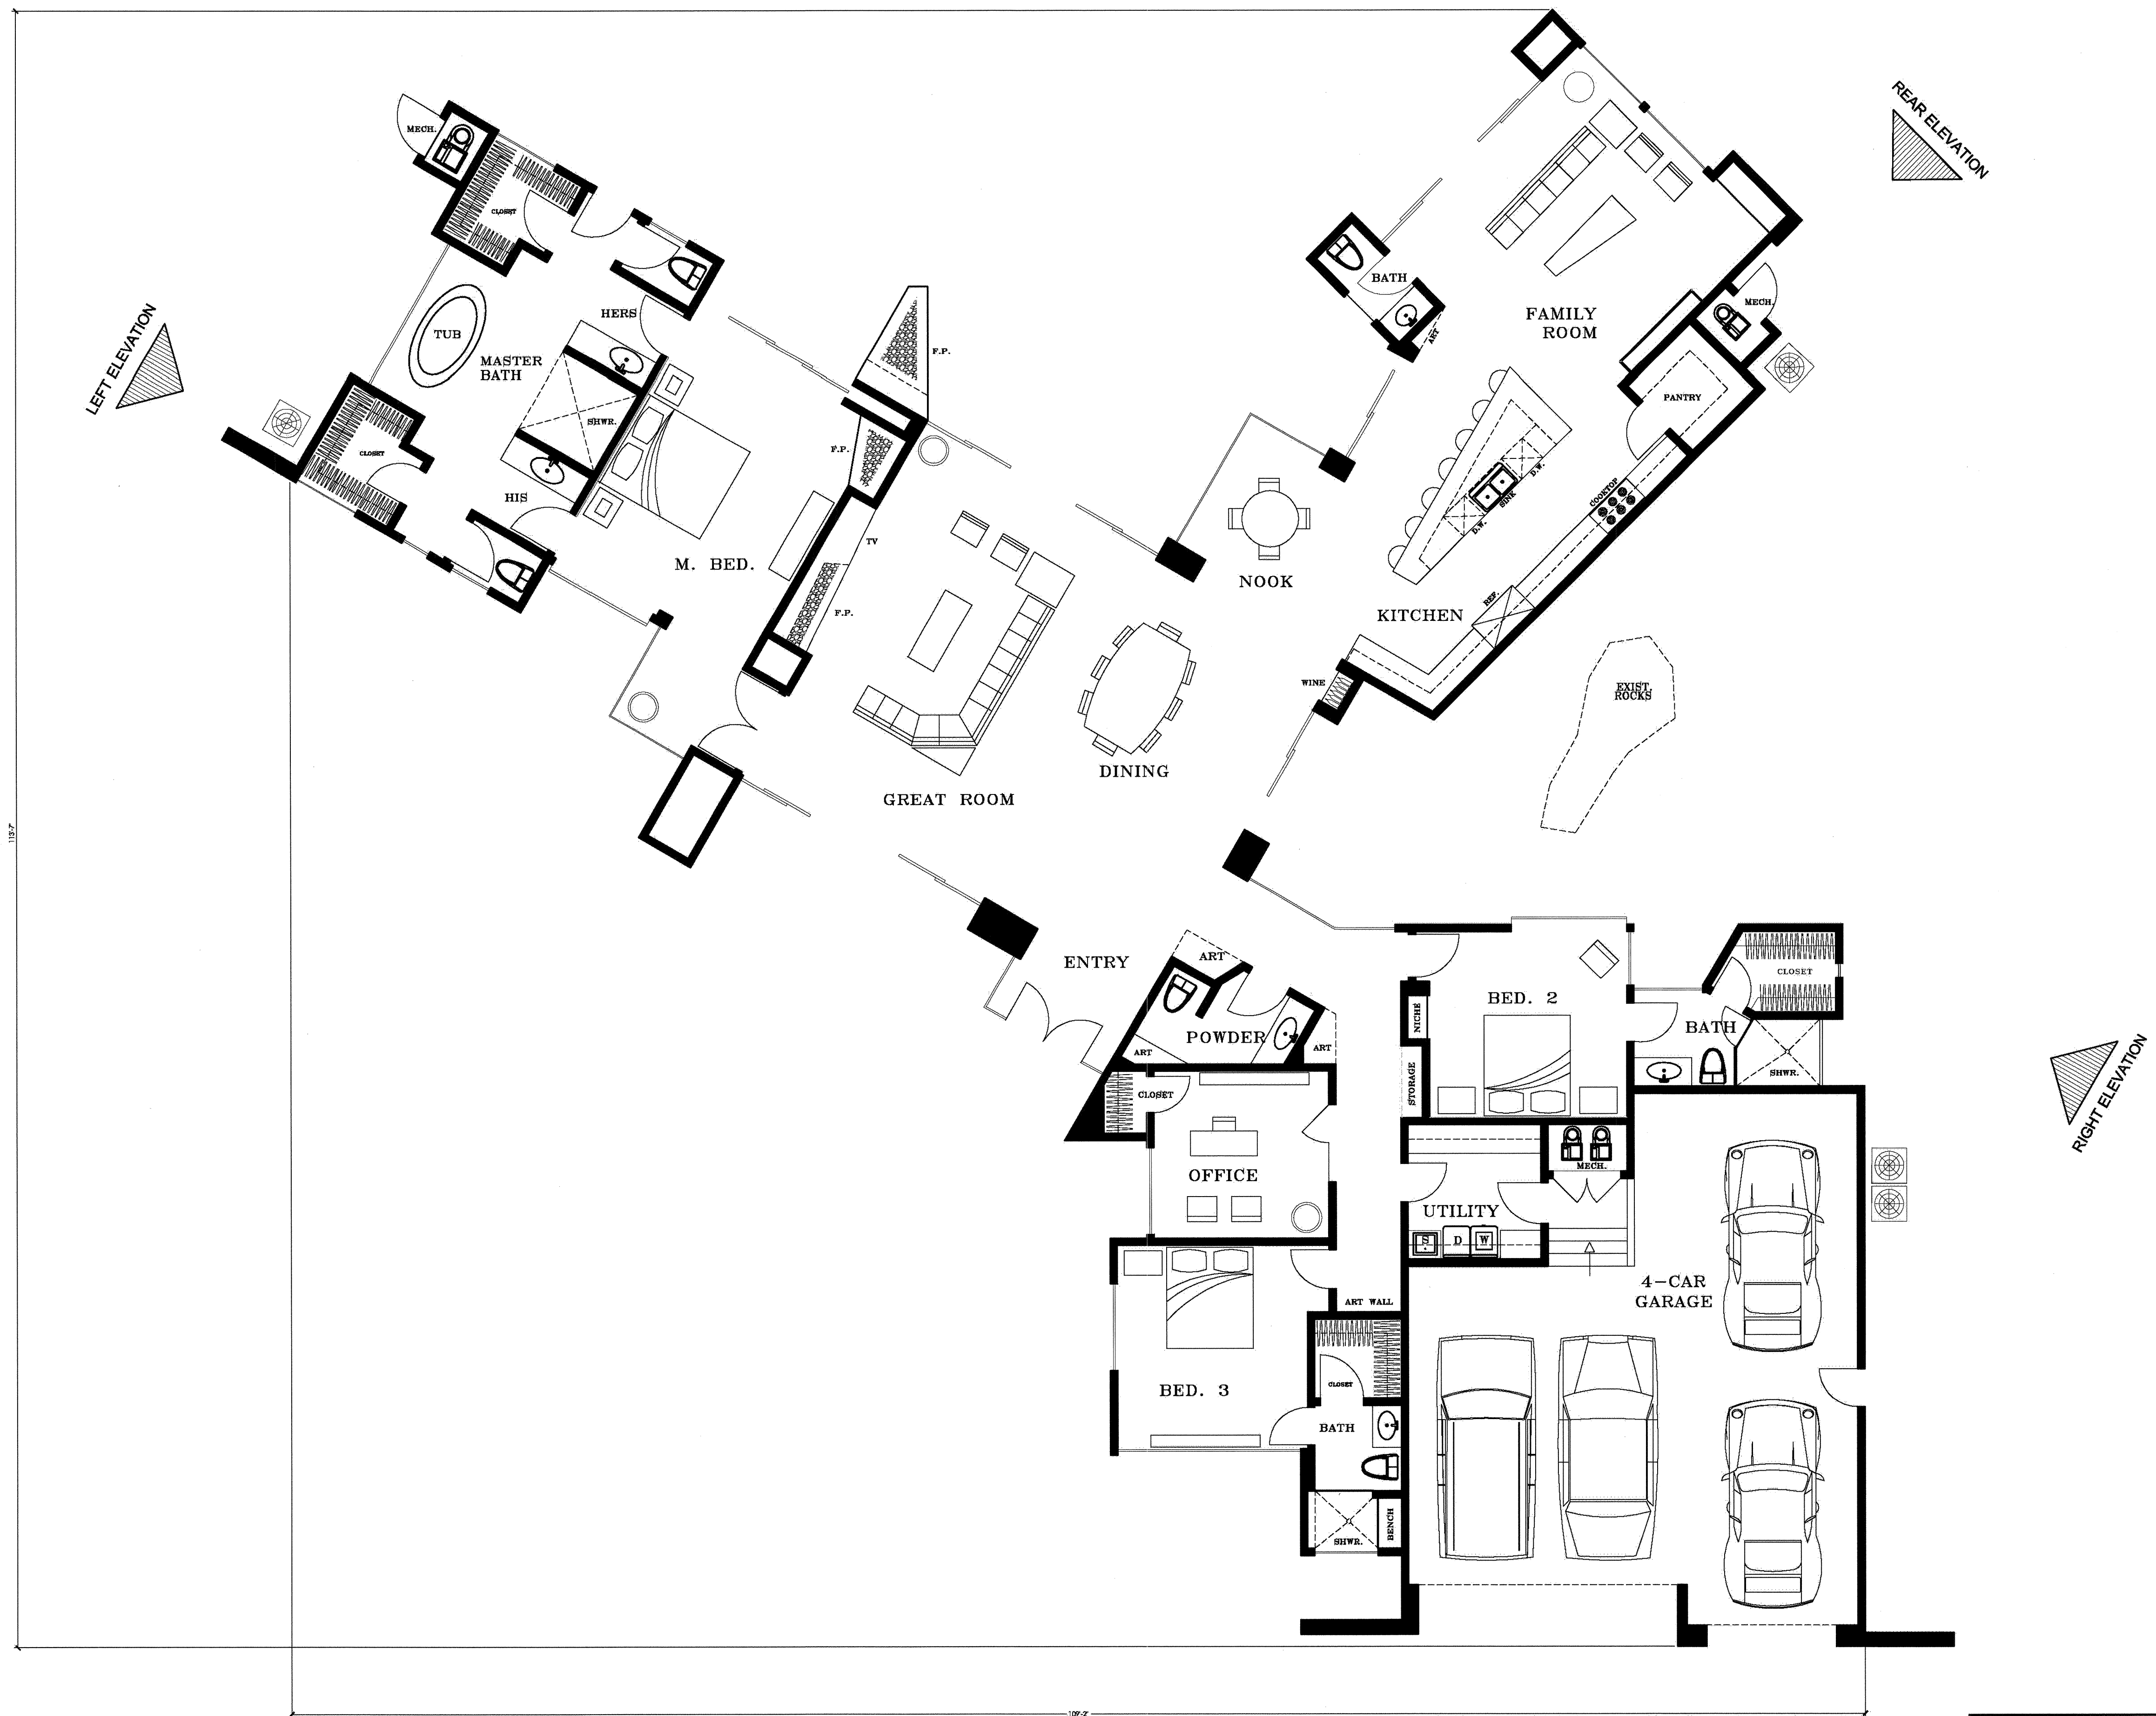 REAR ELEVATION
MECH.
CLOSET
HERS
TUB
MASTER
BATH
SHWR.
CLOSET
HIS
LEFT ELEVATION
M. BED.
F.P.
F.P.
TV
F.P.
BATH
ART
FAMILY
ROOM
MECH.
PANTRY
D.W.
SINK
D.W.
COOKTOP
REF.
NOOK
KITCHEN
WINE
EXIST.
ROCKS
DINING
GREAT ROOM
113'-7"
ENTRY
ART
POWDER
ART
ART
NICHE
STORAGE
BED. 2
BATH
CLOSET
SHWR.
RIGHT ELEVATION
CLOSET
OFFICE
UTILITY
S
D
W
MECH.
4-CAR
GARAGE
ART WALL
BED. 3
CLOSET
BATH
SHWR.
BENCH